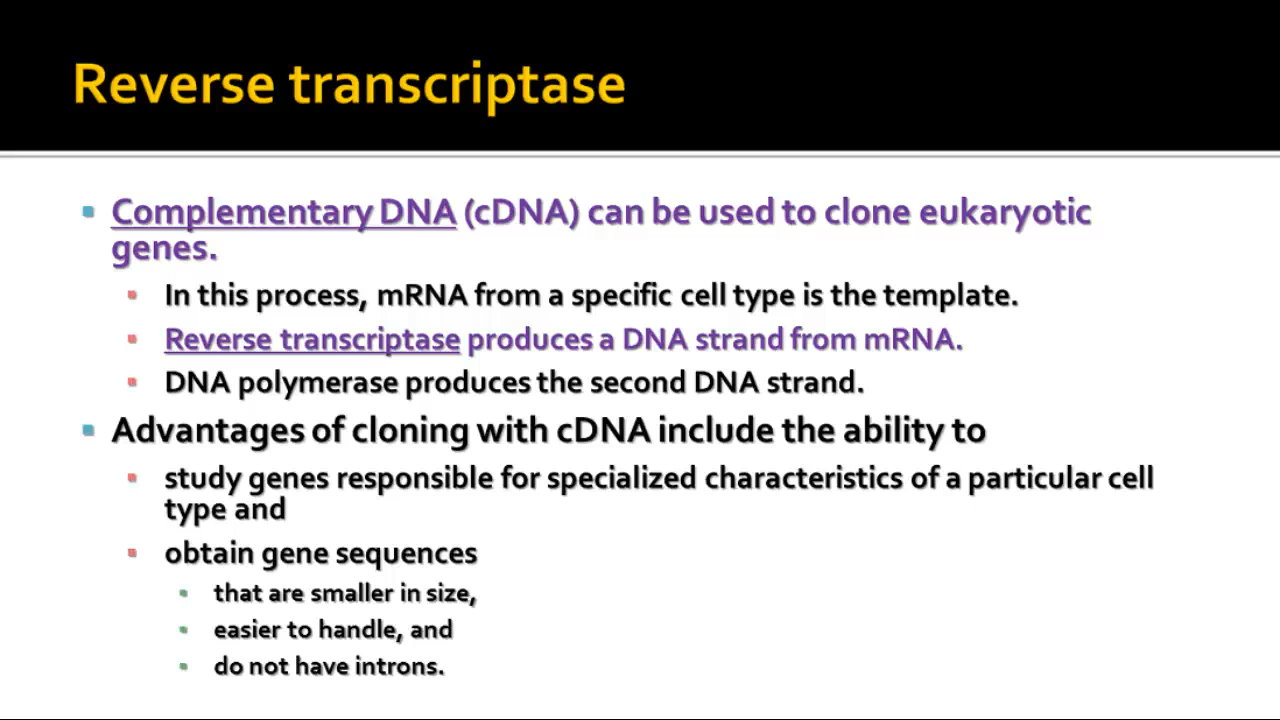 Reverse transcriptase
Complementary DNA (cDNA) can be used to clone eukaryotic
genes.
In this process, mRNA from a specific cell type is the template.
Reverse transcriptase produces a DNA strand from mRNA.
DNA polymerase produces the second DNA strand.
Advantages of cloning with cDNA include the ability to
study genes responsible for specialized characteristics of a particular cell
type and
obtain gene sequences
that are smaller in size,
easier to handle, and
do not have introns.